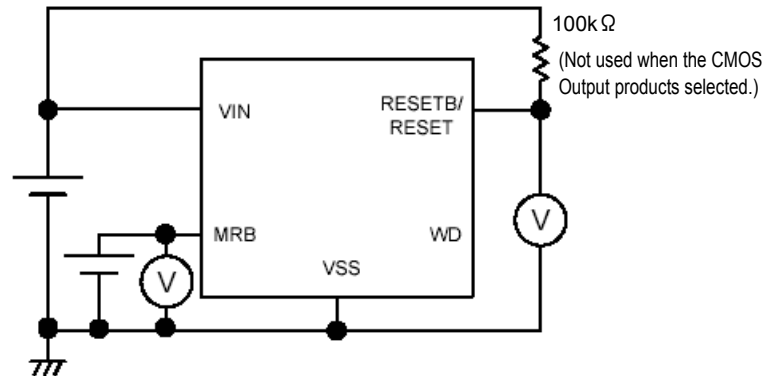 100kΩ
(Not used when the CMOS
Output products selected.)
VIN
RESETB/
RESET
V
MRB
WD
V
VSS